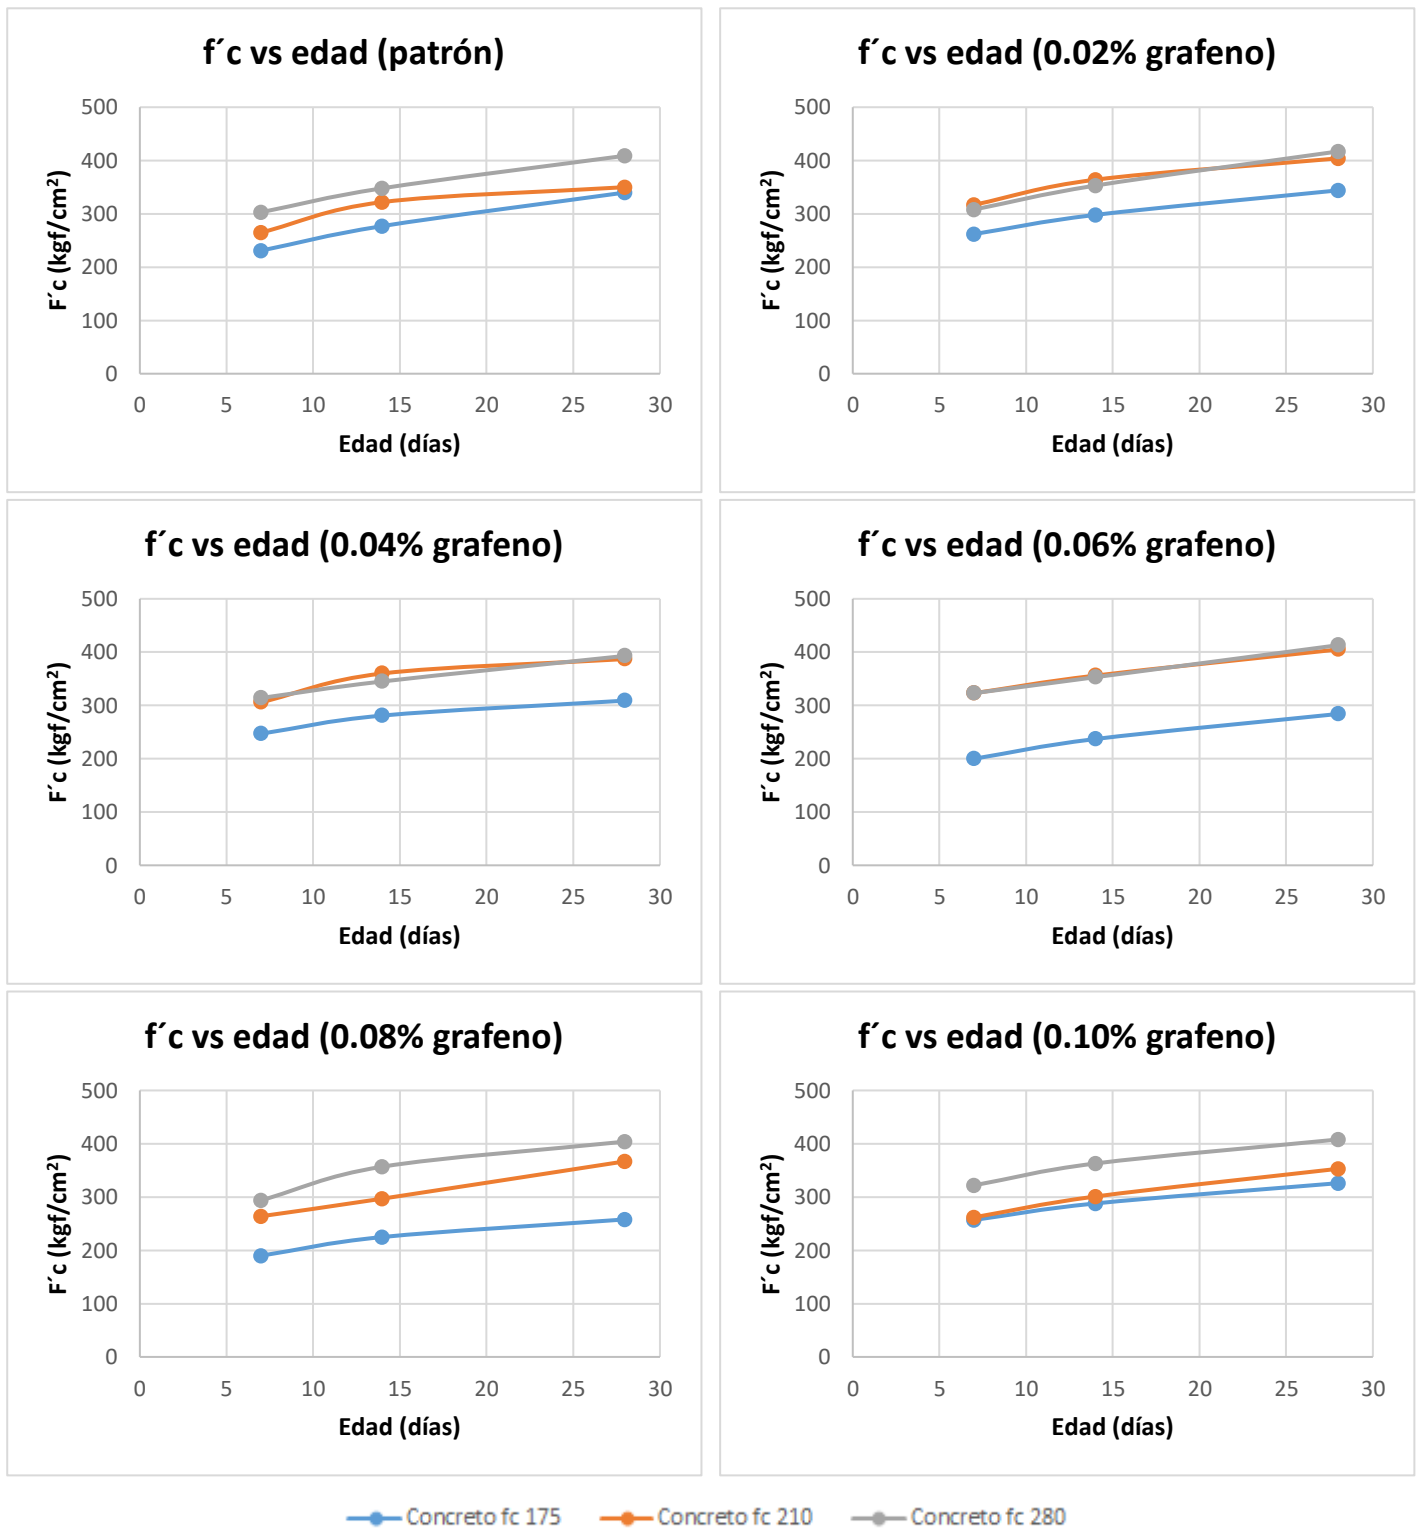 f´c vs edad (patrón)
500
400
300
200
100
0
0 5 10 15 20 25 30
F´c (kgf/cm²)
Edad (días)
f´c vs edad (0.02% grafeno)
500
400
300
200
100
0
0 5 10 15 20 25 30
F´c (kgf/cm²)
Edad (días)
f´c vs edad (0.04% grafeno)
500
400
300
200
100
0
0 5 10 15 20 25 30
F´c (kgf/cm²)
Edad (días)
f´c vs edad (0.06% grafeno)
500
400
300
200
100
0
0 5 10 15 20 25 30
F´c (kgf/cm²)
Edad (días)
f´c vs edad (0.08% grafeno)
500
400
300
200
100
0
0 5 10 15 20 25 30
F´c (kgf/cm²)
Edad (días)
f´c vs edad (0.10% grafeno)
500
400
300
200
100
0
0 5 10 15 20 25 30
F´c (kgf/cm²)
Edad (días)
Concreto fc 175 Concreto fc 210 Concreto fc 280